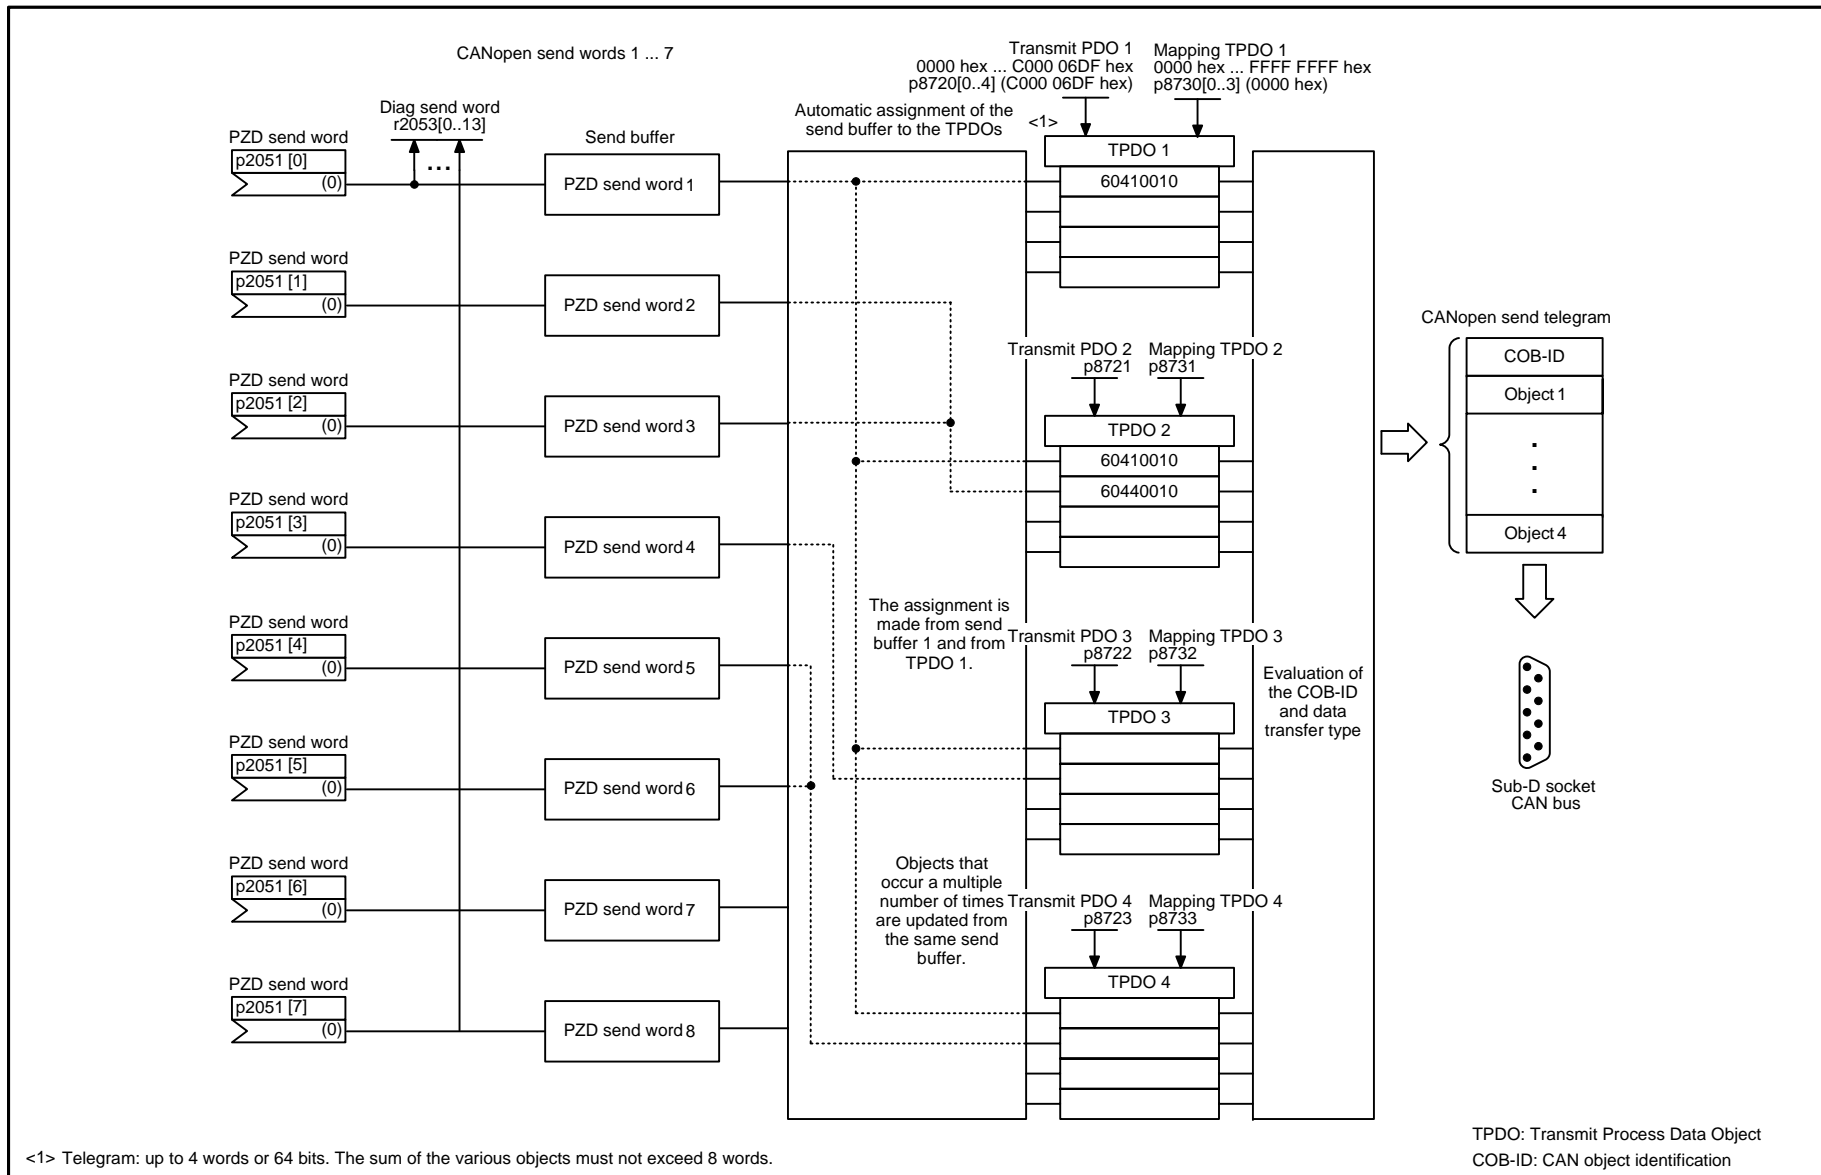 CANopen send words 1 ... 7
Transmit PDO 1
0000 hex ... C000 06DF hex
p8720[0..4] (C000 06DF hex)
Mapping TPDO 1
0000 hex ... FFFF FFFF hex
p8730[0..3] (0000 hex)
Diag send word
r2053[0..13]
...
Send buffer
Automatic assignment of the
send buffer to the TPDOs
<1>
PZD send word
p2051 [0]
(0)
PZD send word 1
TPDO 1
60410010
PZD send word
p2051 [1]
(0)
PZD send word 2
PZD send word
p2051 [2]
(0)
PZD send word 3
Transmit PDO 2
p8721
Mapping TPDO 2
p8731
TPDO 2
60410010
60440010
PZD send word
p2051 [3]
(0)
PZD send word 4
PZD send word
p2051 [4]
(0)
PZD send word 5
The assignment is
made from send
buffer 1 and from
TPDO 1.
Transmit PDO 3
p8722
Mapping TPDO 3
p8732
TPDO 3
PZD send word
p2051 [5]
(0)
PZD send word 6
PZD send word
p2051 [6]
(0)
PZD send word 7
Objects that
occur a multiple
number of times
are updated from
the same send
buffer.
Transmit PDO 4
p8723
Mapping TPDO 4
p8733
TPDO 4
PZD send word
p2051 [7]
(0)
PZD send word 8
Evaluation of
the COB-ID
and data
transfer type
CANopen send telegram
COB-ID
Object 1
.
.
.
Object 4
Sub-D socket
CAN bus
<1> Telegram: up to 4 words or 64 bits. The sum of the various objects must not exceed 8 words.
TPDO: Transmit Process Data Object
COB-ID: CAN object identification